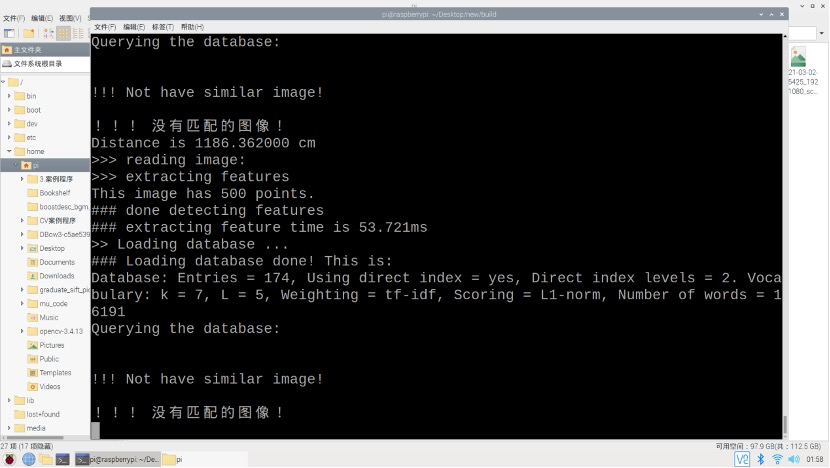 pi
文件(F) 编辑(E) 视图(V)
pi@raspberrypi: ~/Desktop/new/build
文件(F) 编辑(E) 标签(T) 帮助(H)
主文件夹
文件系统根目录
/
bin
boot
dev
etc
home
pi
3 案例程序
Bookshelf
boostdesc_bgm.
CV案例程序
DBow3-c5ae539
Desktop
Documents
Downloads
graduate_sift_pic
mu_code
Music
opencv-3.4.13
Pictures
Public
Templates
Videos
lib
lost+found
media
Querying the database:
!!! Not have similar image!
！！！ 没有匹配的图像！
Distance is 1186.362000 cm
>>> reading image:
>>> extracting features
This image has 500 points.
### done detecting features
### extracting feature time is 53.721ms
>> Loading database ...
### Loading database done! This is:
Database: Entries = 174, Using direct index = yes, Direct index levels = 2. Voca
bulary: k = 7, L = 5, Weighting = tf-idf, Scoring = L1-norm, Number of words = 1
6191
Querying the database:
!!! Not have similar image!
！！！ 没有匹配的图像！
21-03-02-
5425_192
1080_sc..
27 项 (17 项隐藏)
可用空间：97.9 GB(共：112.5 GB)
pi@raspberrypi: ~/De...
pi
V2
01:58